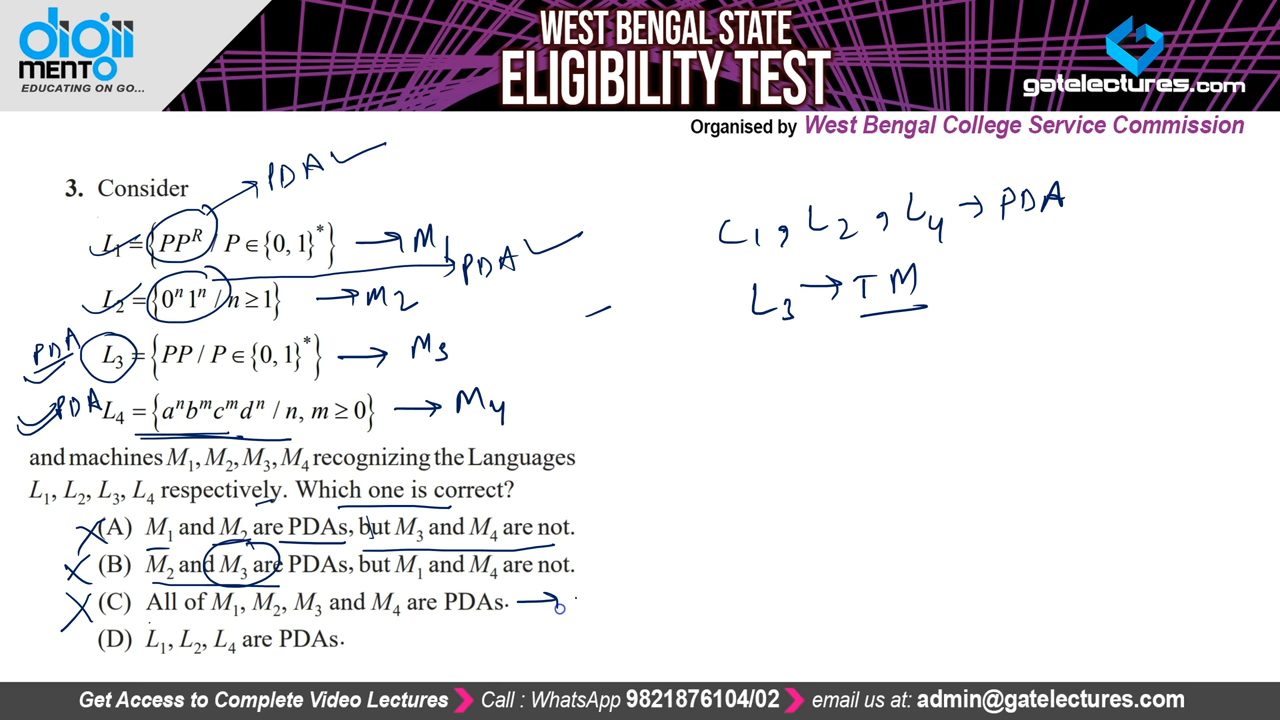 digii
MENTO
EDUCATING ON GO...
WEST BENGAL STATE
ELIGIBILITY TEST
gatelectures.com
Organised by West Bengal College Service Commission
PDA
3. Consider
L₁ = {PPᴿ / P ∈ {0, 1}*} → M₁
PDA
L₂ = {0ⁿ 1ⁿ / n ≥ 1} → M2
PDA L₃ = {PP / P ∈ {0, 1}*} → M3
PDA L₄ = {aⁿbᵐcᵐdⁿ / n, m ≥ 0} → M4
L1, L2, L4 → PDA
L3 → TM
and machines M₁, M₂, M₃, M₄ recognizing the Languages
L₁, L₂, L₃, L₄ respectively. Which one is correct?
X (A) M₁ and M₂ are PDAs, but M₃ and M₄ are not.
X (B) M₂ and M₃ are PDAs, but M₁ and M₄ are not.
X (C) All of M₁, M₂, M₃ and M₄ are PDAs. →
(D) L₁, L₂, L₄ are PDAs.
Get Access to Complete Video Lectures Call : WhatsApp 9821876104/02 email us at: admin@gatelectures.com